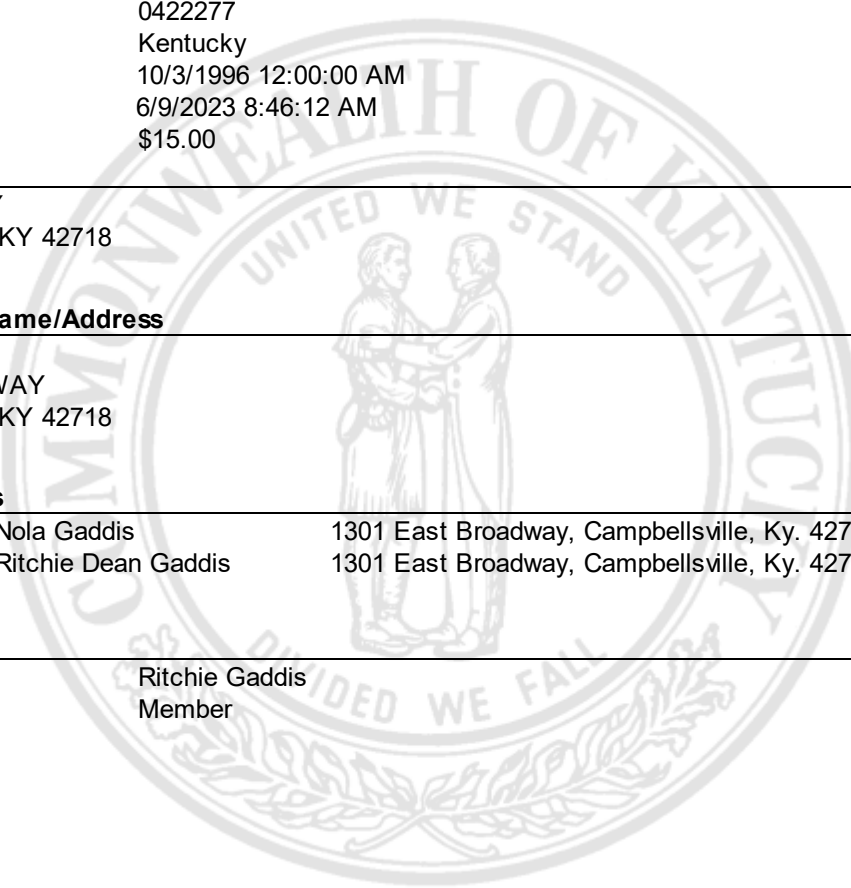 0422277
Kentucky
10/3/1996 12:00:00 AM
6/9/2023 8:46:12 AM
$15.00
KY 42718
ame/Address
WAY
KY 42718
s
Nola Gaddis 1301 East Broadway, Campbellsville, Ky. 427
Ritchie Dean Gaddis 1301 East Broadway, Campbellsville, Ky. 427
Ritchie Gaddis
Member
COMMONWEALTH OF KENTUCKY
UNITED WE STAND
DIVIDED WE FALL